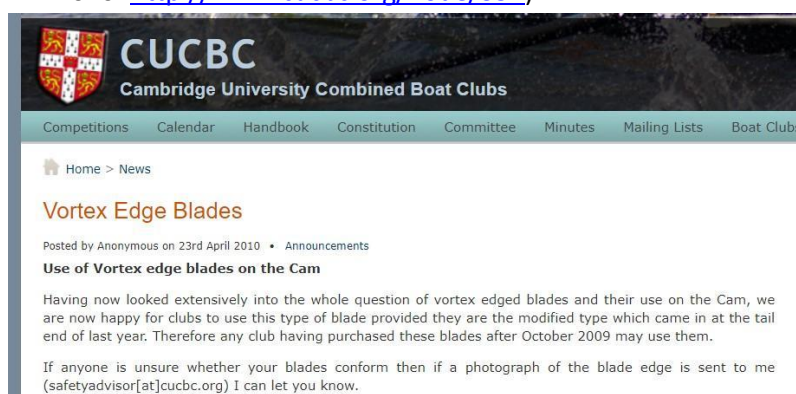 CUCBC
Cambridge University Combined Boat Clubs
Competitions Calendar Handbook Constitution Committee Minutes Mailing Lists Boat Clubs
Home > News
Vortex Edge Blades
Posted by Anonymous on 23rd April 2010 • Announcements
Use of Vortex edge blades on the Cam
Having now looked extensively into the whole question of vortex edged blades and their use on the Cam, we
are now happy for clubs to use this type of blade provided they are the modified type which came in at the tail
end of last year. Therefore any club having purchased these blades after October 2009 may use them.
If anyone is unsure whether your blades conform then if a photograph of the blade edge is sent to me
(safetyadvisor[at]cucbc.org) I can let you know.